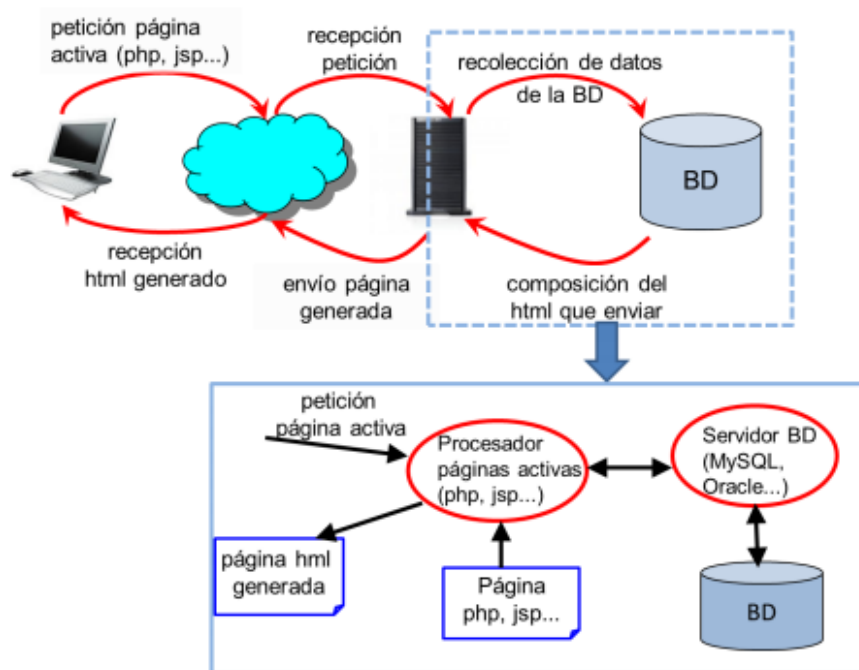 petición página
activa (php, jsp...)
recepción
petición
recolección de datos
de la BD
BD
recepción
html generado
envío página
generada
composición del
html que enviar
petición
página activa
Procesador
páginas activas
(php, jsp...)
Servidor BD
(MySQL,
Oracle...)
página hml
generada
Página
php, jsp...
BD